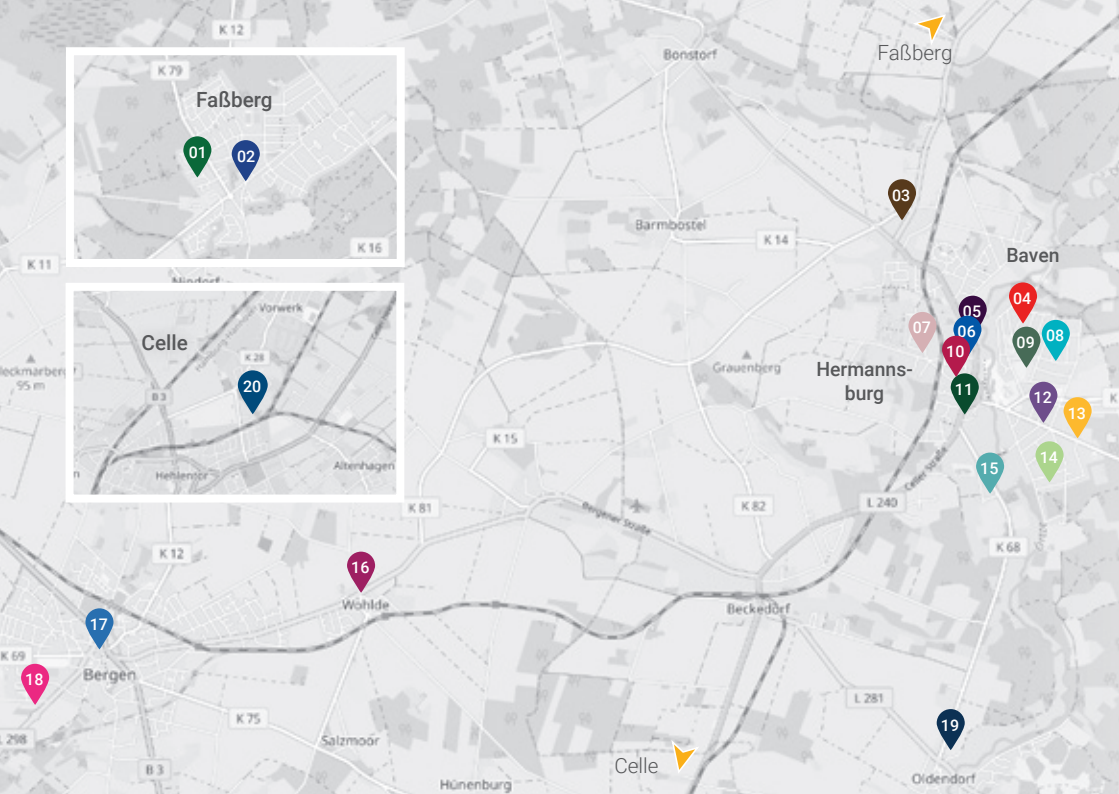 K 12
Bonstorf
Faßberg
K 79
Faßberg
01
02
K 16
03
Barmbostel
K 14
Baven
K 11
04
05
06
07
08
09
10
Vorwerk
Celle
K 28
Grauenberg
Hermanns-
burg
95 m
B 3
20
11
12
13
K 15
14
Altenhagen
15
Hehlentor
Celler Straße
K 81
K 82
L 240
Bergener Straße
K 68
K 12
16
Wohlde
Beckedorf
17
K 69
Bergen
18
L 281
K 75
19
L 298
Salzmoor
Celle
B 3
Hünenburg
Oldendorf